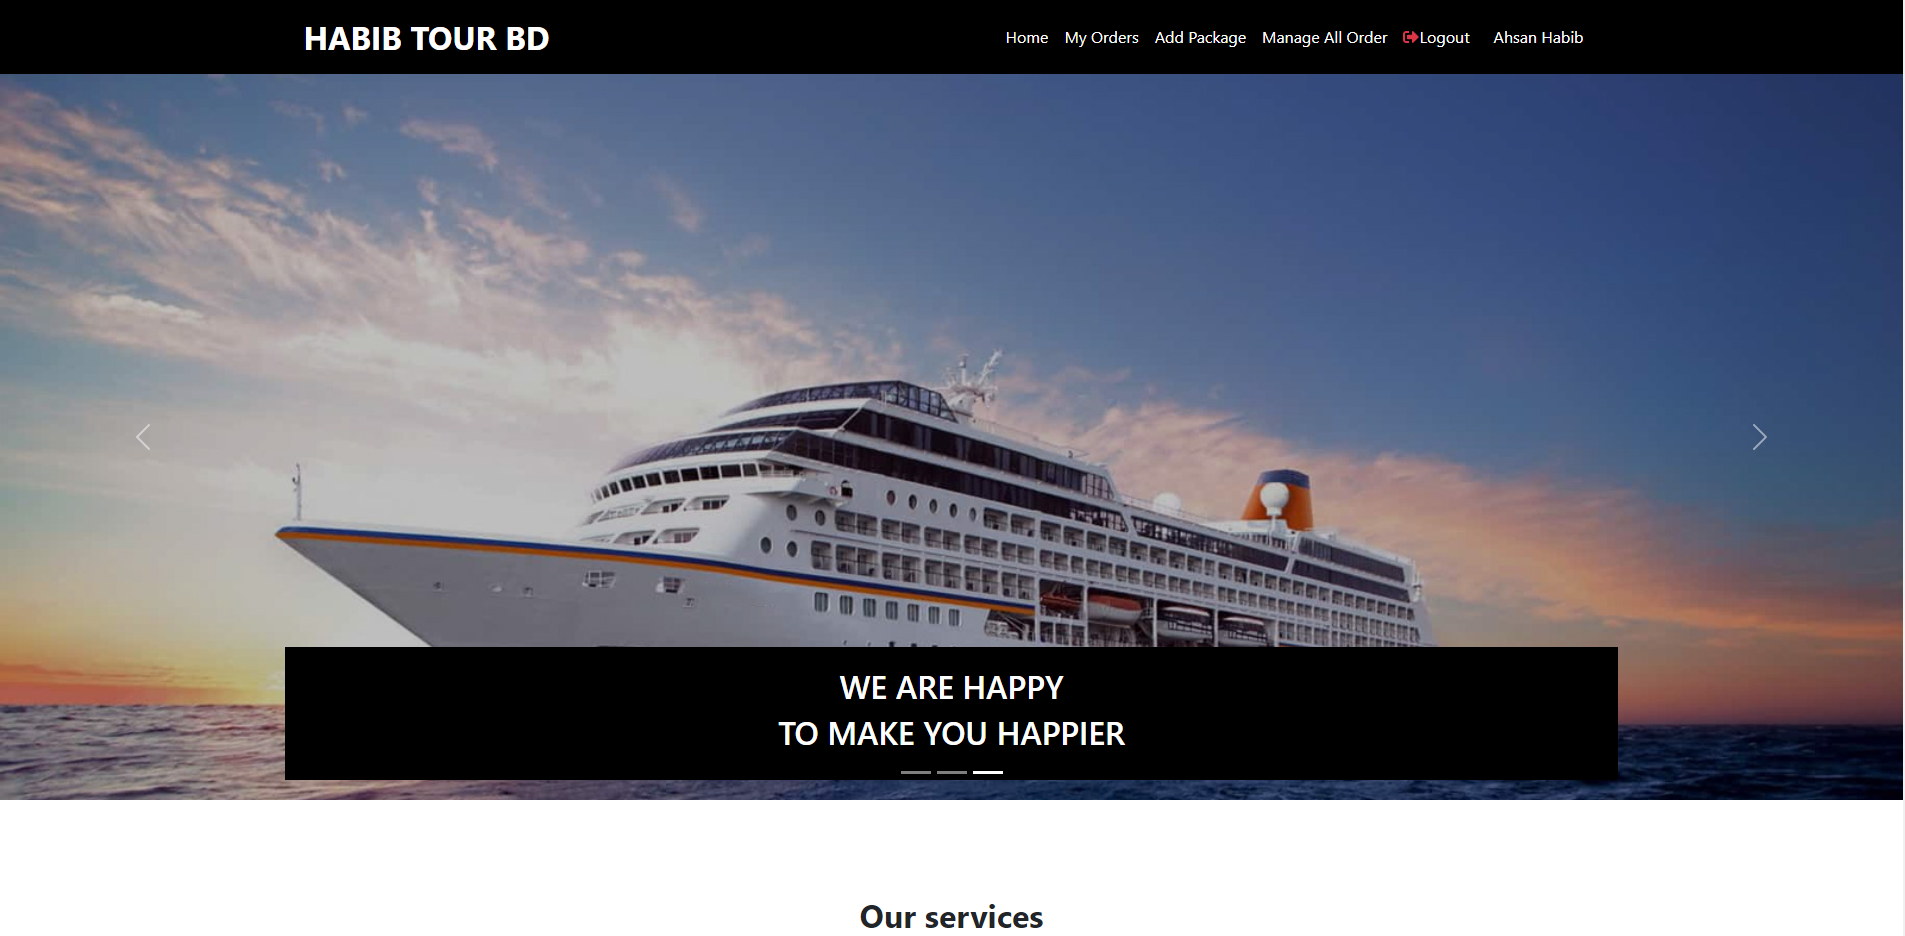 HABIB TOUR BD
Home My Orders Add Package Manage All Order Logout Ahsan Habib
WE ARE HAPPY
TO MAKE YOU HAPPIER
Our services